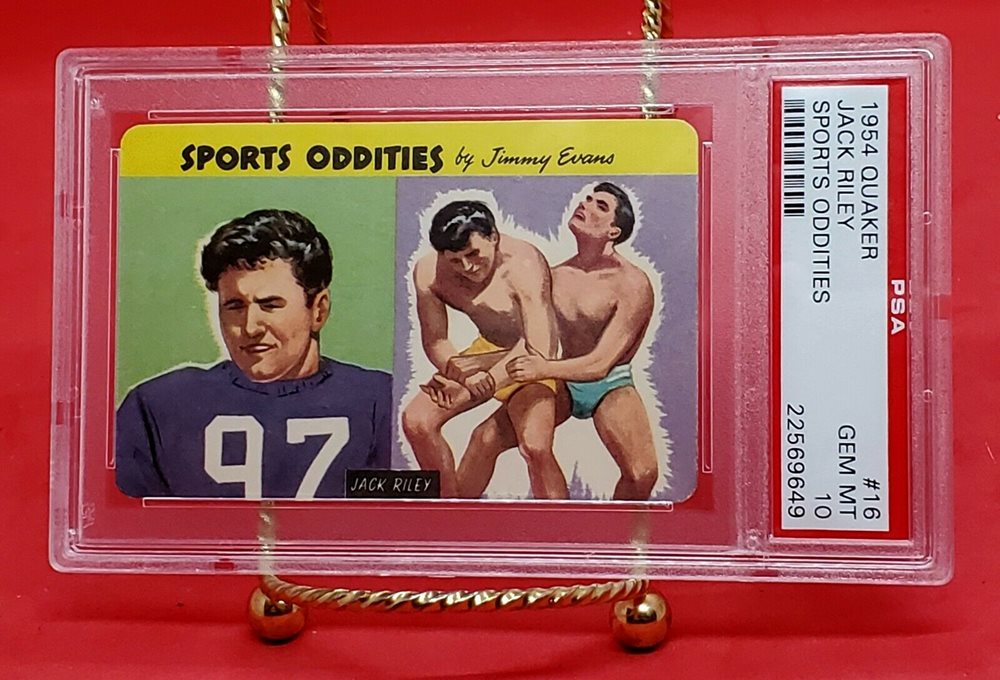 SPORTS ODDITIES by Jimmy Evans
97
JACK RILEY
1954 QUAKER #16
JACK RILEY GEM MT
SPORTS ODDITIES 10
22569649
PSA